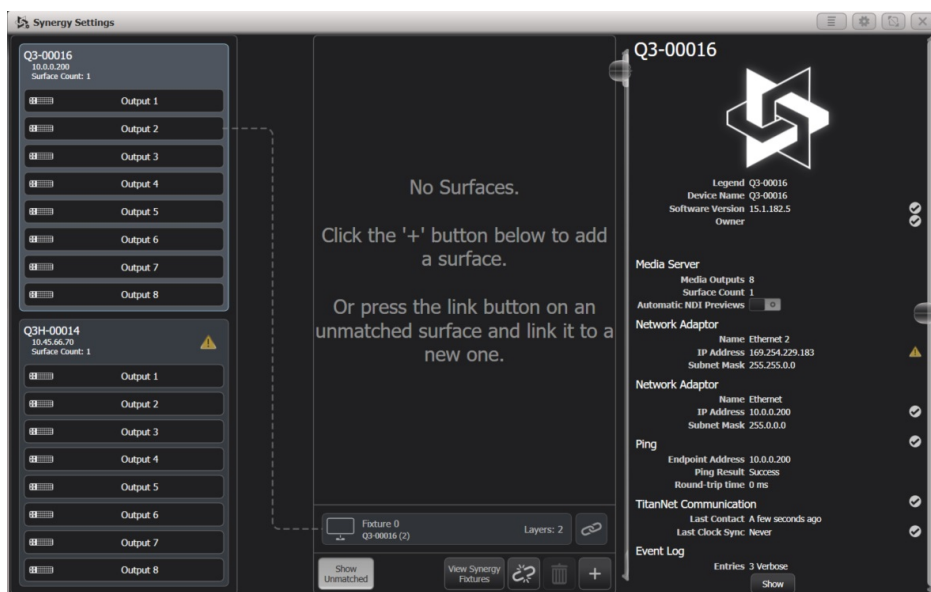 Synergy Settings
Q3-00016
10.0.0.200
Surface Count: 1
Output 1
Output 2
Output 3
Output 4
Output 5
Output 6
Output 7
Output 8
Q3H-00014
10.45.66.70
Surface Count: 1
Output 1
Output 2
Output 3
Output 4
Output 5
Output 6
Output 7
Output 8
No Surfaces.
Click the '+' button below to add
a surface.
Or press the link button on an
unmatched surface and link it to a
new one.
Fixture 0
Q3-00016 (2)
Layers: 2
Show
Unmatched
View Synergy
Fixtures
+
Q3-00016
Legend Q3-00016
Device Name Q3-00016
Software Version 15.1.182.5
Owner
Media Server
Media Outputs 8
Surface Count 1
Automatic NDI Previews
Network Adaptor
Name Ethernet 2
IP Address 169.254.229.183
Subnet Mask 255.255.0.0
Network Adaptor
Name Ethernet
IP Address 10.0.0.200
Subnet Mask 255.0.0.0
Ping
Endpoint Address 10.0.0.200
Ping Result Success
Round-trip time 0 ms
TitanNet Communication
Last Contact A few seconds ago
Last Clock Sync Never
Event Log
Entries 3 Verbose
Show